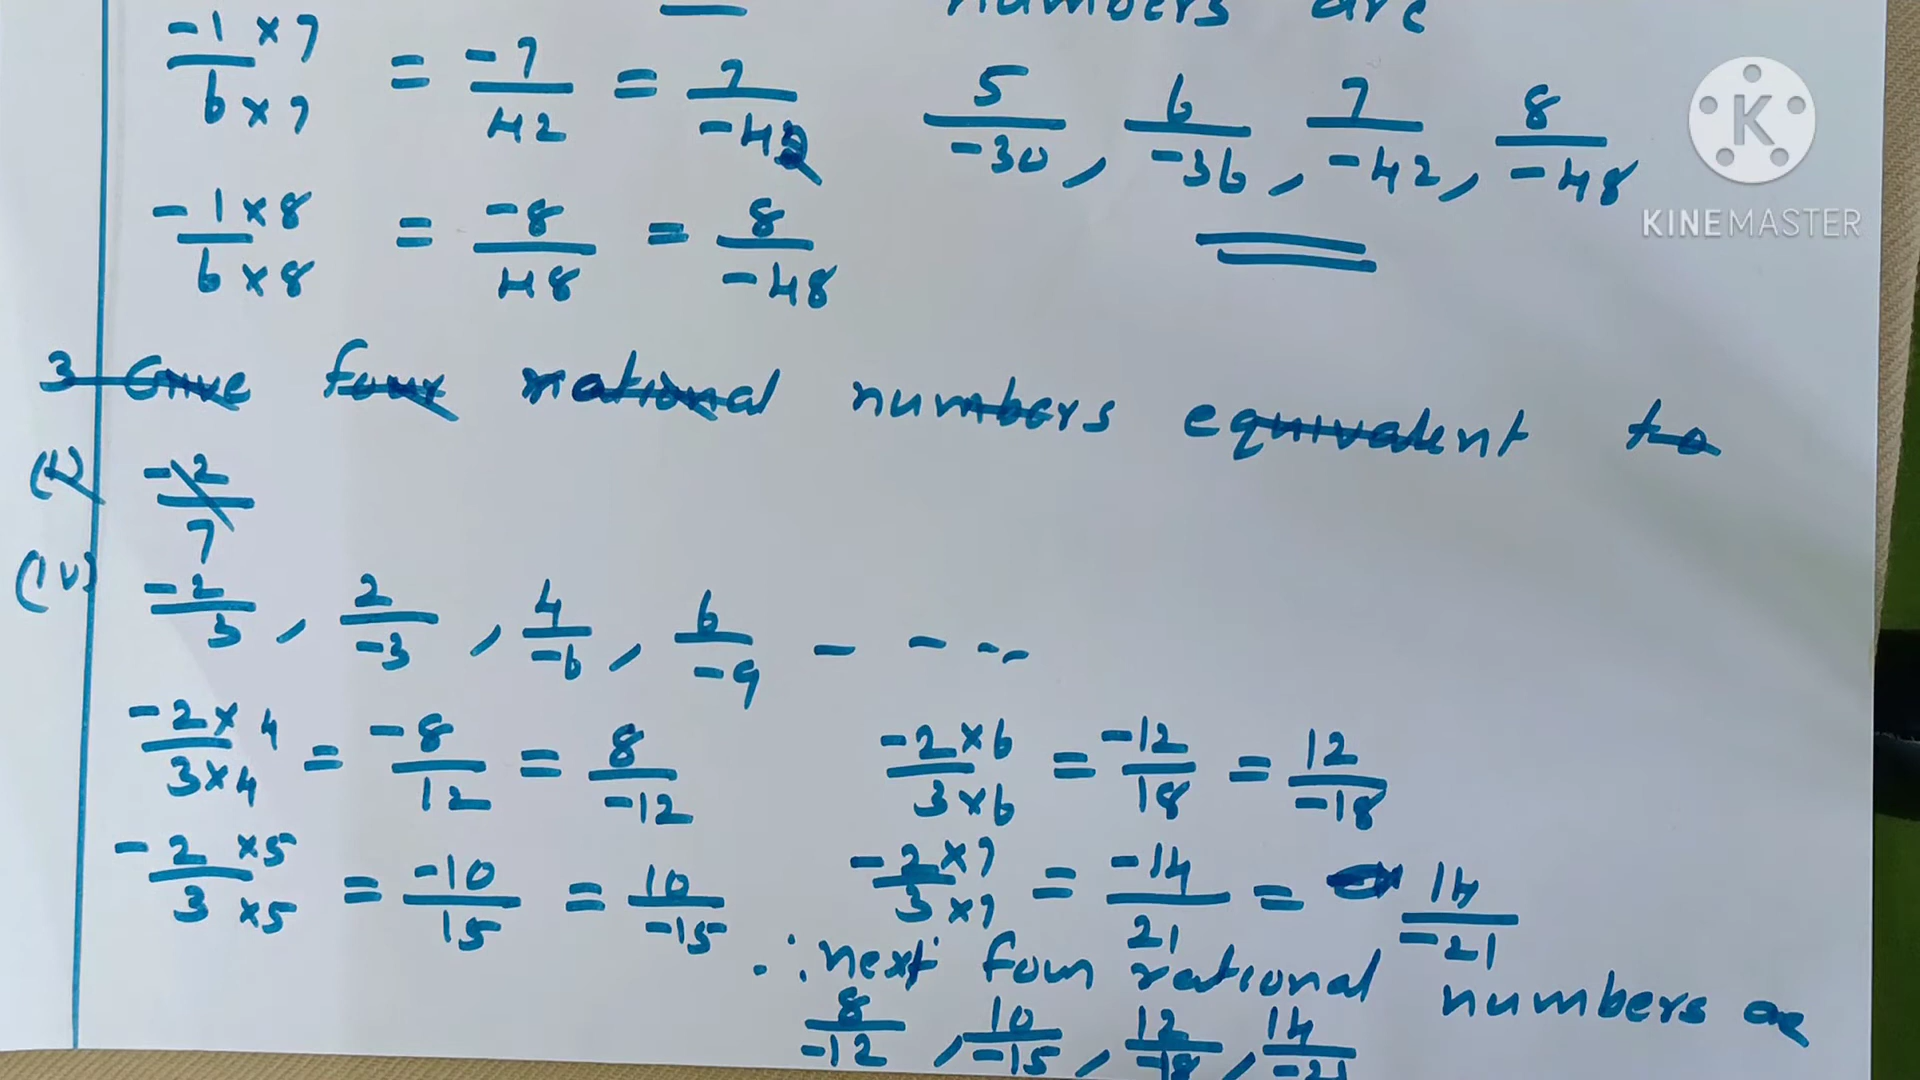 numbers are
-1×7/6×7 = -7/42 = 7/-42
5/-30, 6/-36, 7/-42, 8/-48
-1×8/6×8 = -8/48 = 8/-48
K
KINEMASTER
3 Give four rational numbers equivalent to
(i) -2/7
(iv) -2/3, 2/-3, 4/-6, 6/-9 - - - -
-2×4/3×4 = -8/12 = 8/-12
-2×5/3×5 = -10/15 = 10/-15
-2×6/3×6 = -12/18 = 12/-18
-2×7/3×7 = -14/21 = 14/-21
∴ next four rational numbers are
8/-12, 10/-15, 12/-18, 14/-21